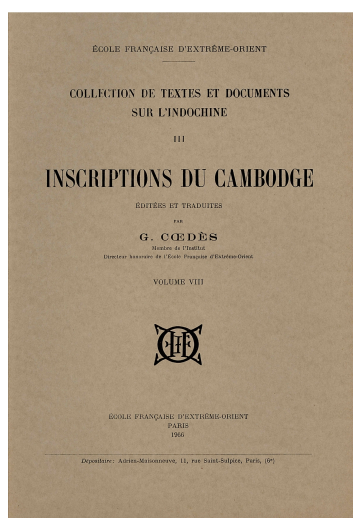 ÉCOLE FRANÇAISE D'EXTRÊME-ORIENT
COLLECTION DE TEXTES ET DOCUMENTS
SUR L'INDOCHINE
III
INSCRIPTIONS DU CAMBODGE
ÉDITÉES ET TRADUITES
PAR
G. CŒDÈS
Membre de l'Institut
Directeur honoraire de l'École Française d'Extrême-Orient
VOLUME VIII
ÉCOLE FRANÇAISE D'EXTRÊME-ORIENT
PARIS
1966
Dépositaire: Adrien-Maisonneuve, 11, rue Saint-Sulpice, Paris, (6e)